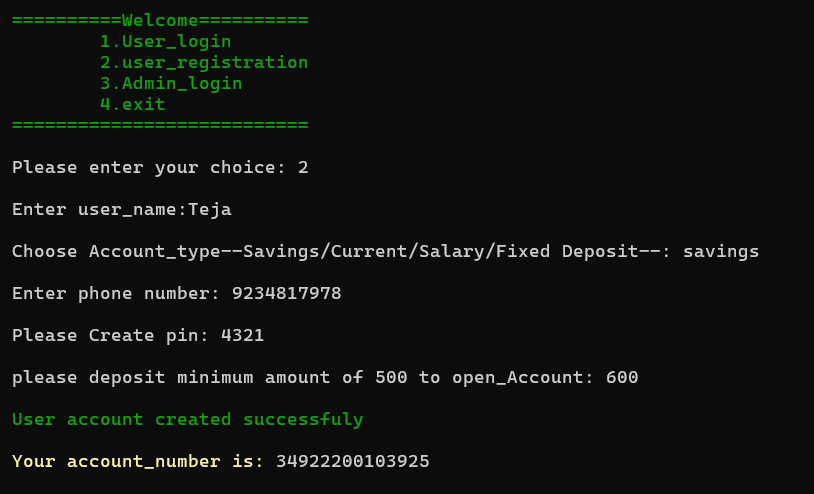 ==========Welcome==========
1.User_login
2.user_registration
3.Admin_login
4.exit
===========================
Please enter your choice: 2
Enter user_name:Teja
Choose Account_type--Savings/Current/Salary/Fixed Deposit--: savings
Enter phone number: 9234817978
Please Create pin: 4321
please deposit minimum amount of 500 to open_Account: 600
User account created successfuly
Your account_number is: 34922200103925